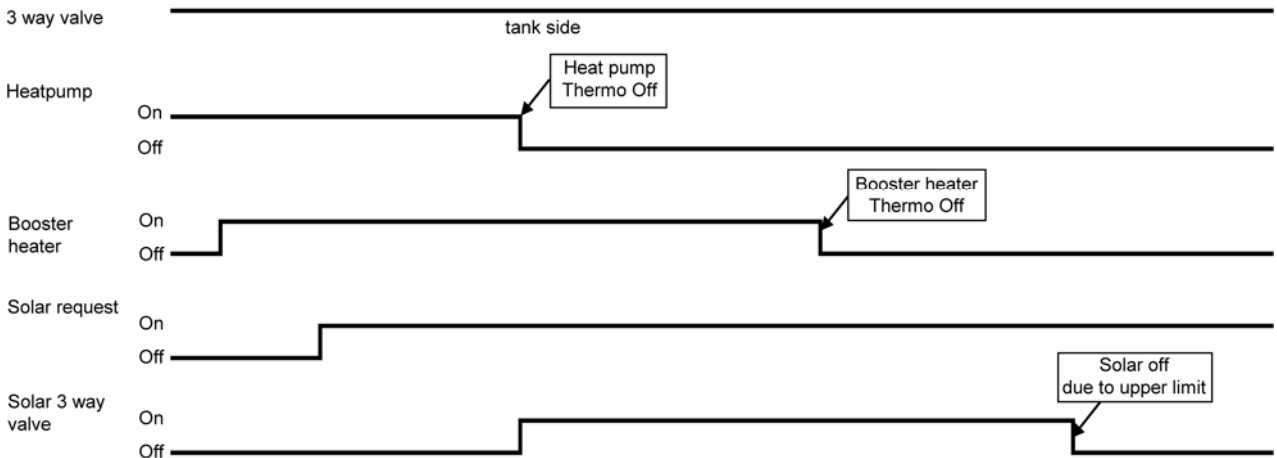 3 way valve
tank side
Heat pump
Thermo Off
Heatpump
On
Off
Booster heater
Thermo Off
Booster
heater
On
Off
Solar request
On
Off
Solar off
due to upper limit
Solar 3 way
valve
On
Off